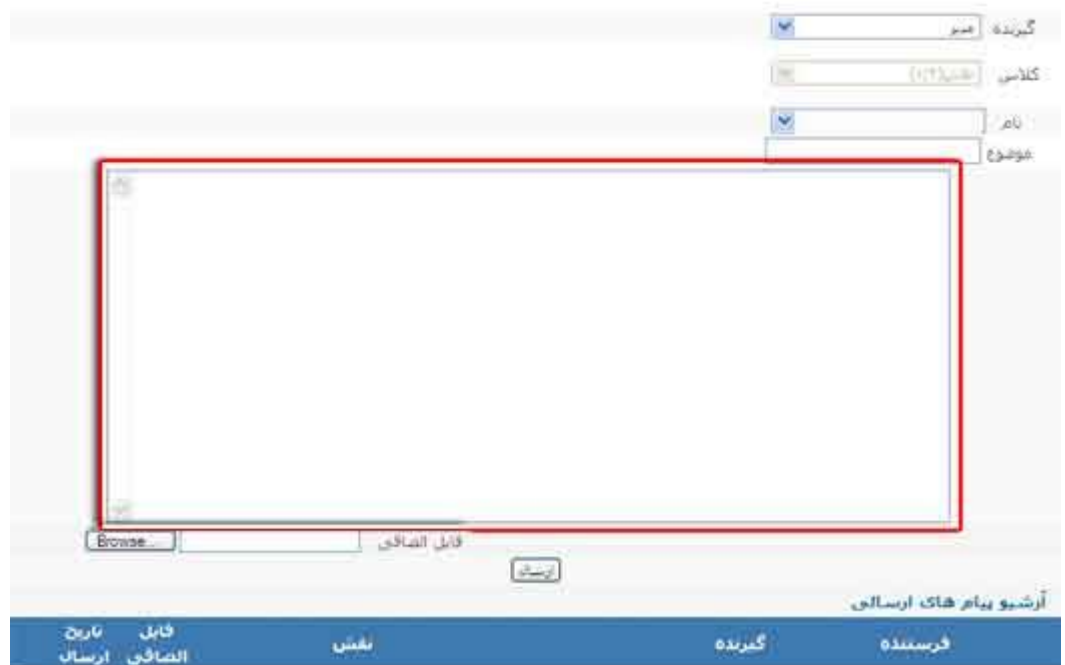 گیرنده
کلاس
نام
موضوع
Browse...
فایل الصاقی
ارسال
آرشیو پیام های ارسالی
فرستنده گیرنده نقش فایل الصاقی تاریخ ارسال